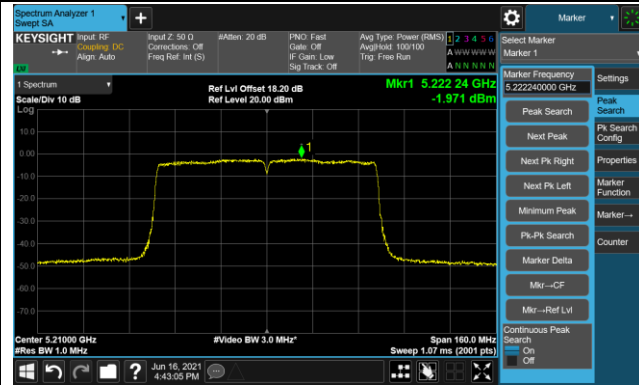 Spectrum Analyzer 1
Swept SA
Marker
KEYSIGHT
Input: RF
Coupling: DC
Align: Auto
Input Z: 50 Ω
Corrections: Off
Freq Ref: Int (S)
#Atten: 20 dB
PNO: Fast
Gate: Off
IF Gain: Low
Sig Track: Off
Avg Type: Power (RMS)
Avg|Hold: 100/100
Trig: Free Run
1 2 3 4 5 6
A W W W W W
A N N N N N
LXI
Select Marker
Marker 1
1 Spectrum
Scale/Div 10 dB
Ref Lvl Offset 18.20 dB
Ref Level 20.00 dBm
Mkr1 5.222 24 GHz
-1.971 dBm
Log
10.0
0.00
-10.0
-20.0
-30.0
-40.0
-50.0
-60.0
-70.0
1
Center 5.21000 GHz
#Res BW 1.0 MHz
#Video BW 3.0 MHz*
Span 160.0 MHz
Sweep 1.07 ms (2001 pts)
Marker Frequency
5.222240000 GHz
Peak Search
Next Peak
Next Pk Right
Next Pk Left
Minimum Peak
Pk-Pk Search
Marker Delta
Mkr→CF
Mkr→Ref Lvl
Continuous Peak
Search
On
Off
Settings
Peak
Search
Pk Search
Config
Properties
Marker
Function
Marker→
Counter
?
Jun 16, 2021
4:43:05 PM